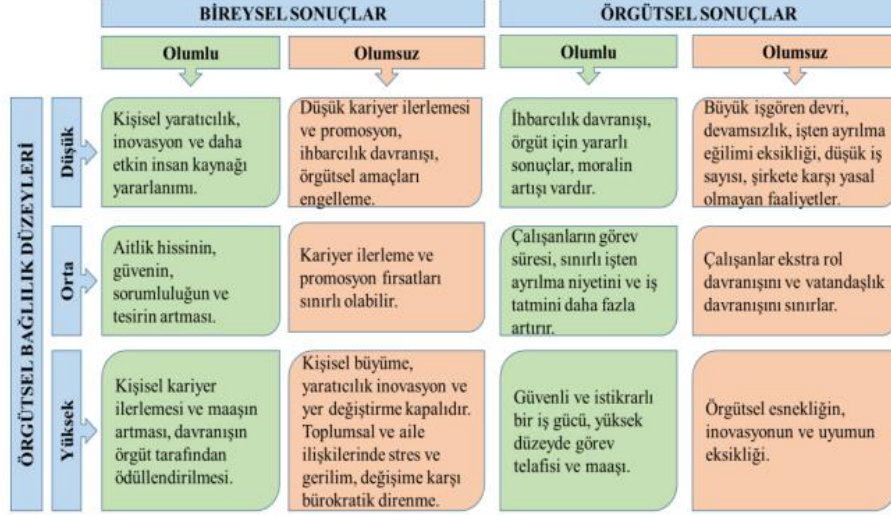 BİREYSEL SONUÇLAR
ÖRGÜTSEL SONUÇLAR
Olumlu
Olumsuz
Olumlu
Olumsuz
ÖRGÜTSEL BAĞLILIK DÜZEYLERİ
Düşük
Kişisel yaratıcılık,
inovasyon ve daha
etkin insan kaynağı
yararlanımı.
Düşük kariyer ilerlemesi
ve promosyon,
ihbarcılık davranışı,
örgütsel amaçları
engelleme.
İhbarcılık davranışı,
örgüt için yararlı
sonuçlar, moralin
artışı vardır.
Büyük işgören devri,
devamsızlık, işten ayrılma
eğilimi eksikliği, düşük iş
sayısı, şirkete karşı yasal
olmayan faaliyetler.
Orta
Aitlik hissinin,
güvenin,
sorumluluğun ve
tesirin artması.
Kariyer ilerleme ve
promosyon fırsatları
sınırlı olabilir.
Çalışanların görev
süresi, sınırlı işten
ayrılma niyetini ve iş
tatmini daha fazla
artırır.
Çalışanlar ekstra rol
davranışını ve vatandaşlık
davranışını sınırlar.
Yüksek
Kişisel kariyer
ilerlemesi ve maaşın
artması, davranışın
örgüt tarafından
ödüllendirilmesi.
Kişisel büyüme,
yaratıcılık inovasyon ve
yer değiştirme kapalıdır.
Toplumsal ve aile
ilişkilerinde stres ve
gerilim, değişime karşı
bürokratik direnme.
Güvenli ve istikrarlı
bir iş gücü, yüksek
düzeyde görev
telafisi ve maaşı.
Örgütsel esnekliğin,
inovasyonun ve uyumun
eksikliği.